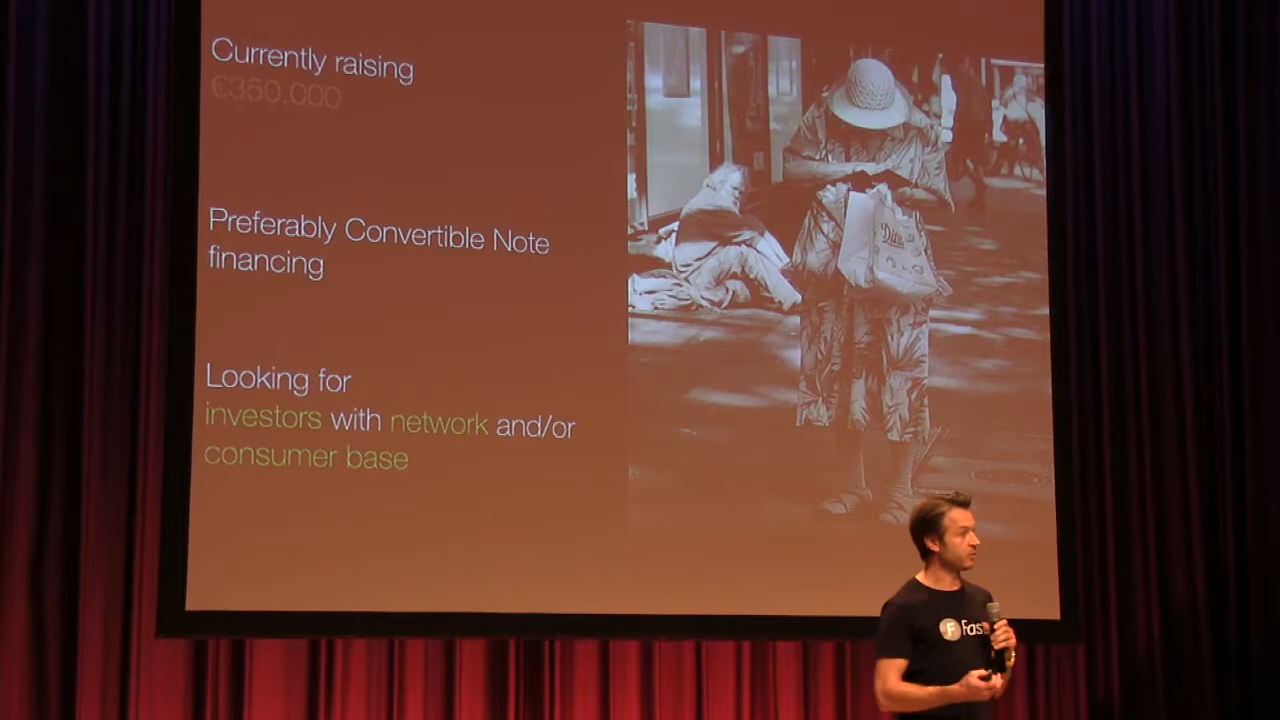 Currently raising
€350.000
Preferably Convertible Note
financing
Looking for
investors with network and/or
consumer base
F